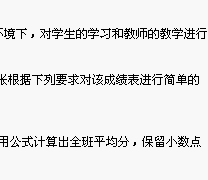 环境下，对学生的学习和教师的教学进行
张根据下列要求对该成绩表进行简单的
用公式计算出全班平均分，保留小数点